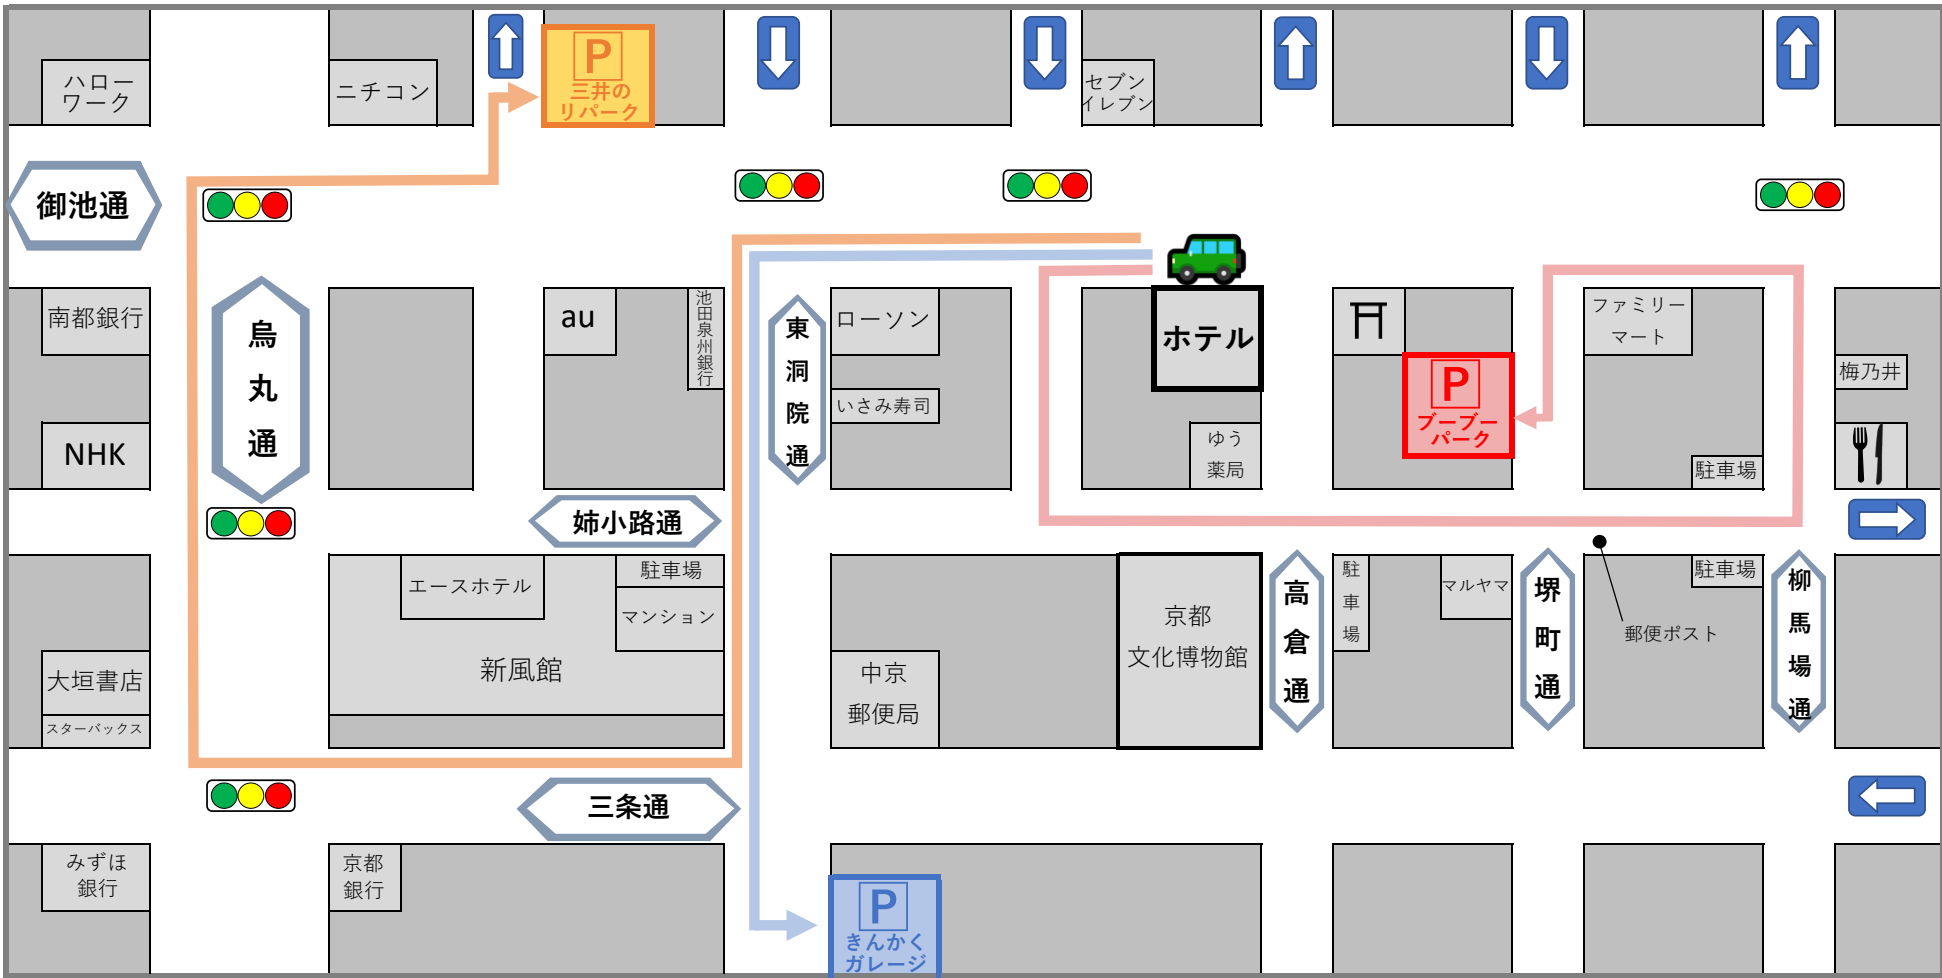 P
三井の
リパーク
ハロー
ワーク
ニチコン
セブン
イレブン
御池通
南都銀行
烏丸通
au
池田泉州銀行
東洞院通
ローソン
ホテル
ファミリー
マート
P
ブーブー
パーク
梅乃井
いさみ寿司
NHK
ゆう
薬局
駐車場
姉小路通
エースホテル
駐車場
マンション
新風館
京都
文化博物館
高倉通
駐車場
マルヤマ
堺町通
駐車場
郵便ポスト
柳馬場通
大垣書店
スターバックス
中京
郵便局
三条通
みずほ
銀行
京都
銀行
P
きんかく
ガレージ